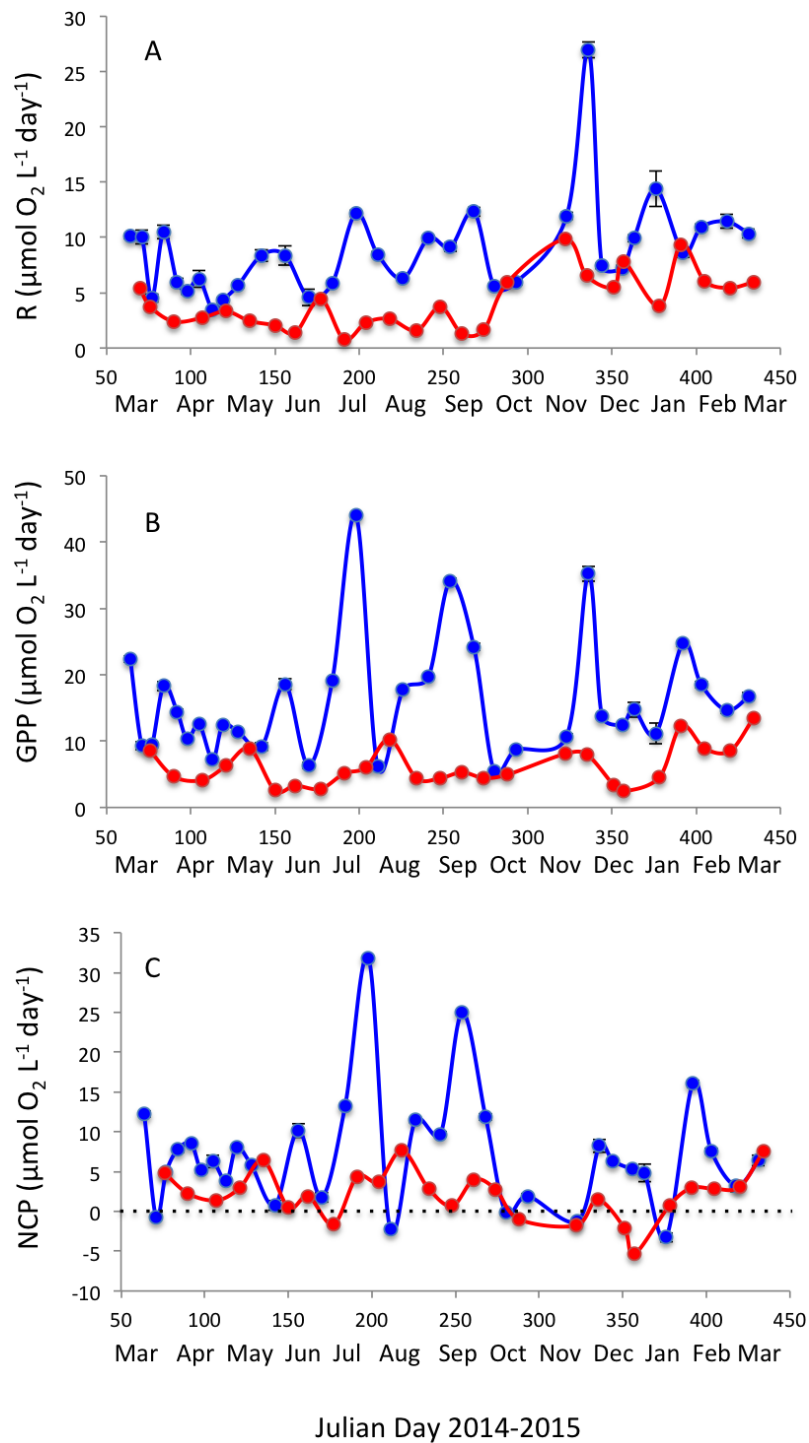 A
R (µmol O₂ L⁻¹ day⁻¹)
30
25
20
15
10
5
0
50 100 150 200 250 300 350 400 450
Mar Apr May Jun Jul Aug Sep Oct Nov Dec Jan Feb Mar
B
GPP (µmol O₂ L⁻¹ day⁻¹)
50
40
30
20
10
0
50 100 150 200 250 300 350 400 450
Mar Apr May Jun Jul Aug Sep Oct Nov Dec Jan Feb Mar
C
NCP (µmol O₂ L⁻¹ day⁻¹)
35
30
25
20
15
10
5
0
-5
-10
50 100 150 200 250 300 350 400 450
Mar Apr May Jun Jul Aug Sep Oct Nov Dec Jan Feb Mar
Julian Day 2014-2015